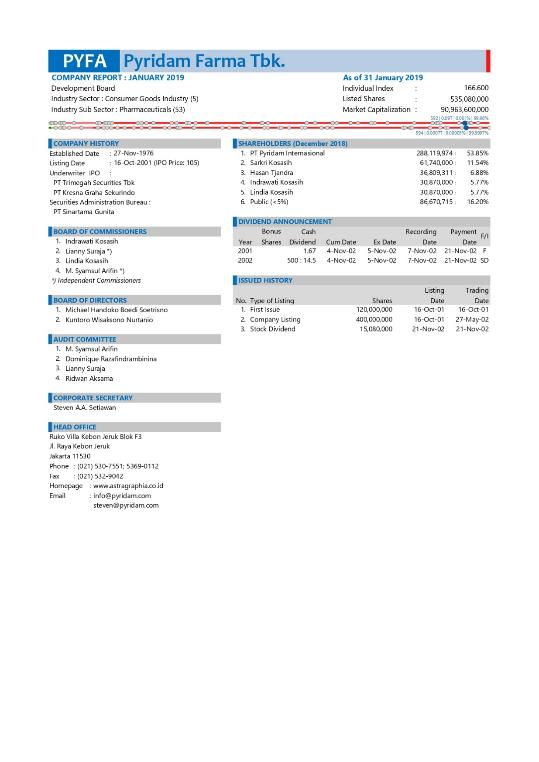 PYFA Pyridam Farma Tbk.
COMPANY REPORT : JANUARY 2019 As of 31 January 2019
Development Board Individual Index : 166.600
Industry Sector : Consumer Goods Industry (5) Listed Shares : 535,080,000
Industry Sub Sector : Pharmaceuticals (53) Market Capitalization : 90,963,600,000
COMPANY HISTORY
Established Date : 27-Nov-1976
Listing Date : 16-Oct-2001 (IPO Price: 105)
Underwriter IPO :
PT Trimegah Securities Tbk
PT Kresna Graha Sekurindo
Securities Administration Bureau :
PT Sinartama Gunita
BOARD OF COMMISSIONERS
1. Indrawati Kosasih
2. Lianny Suraja *)
3. Lindia Kosasih
4. M. Syamsul Arifin *)
*) Independent Commissioners
BOARD OF DIRECTORS
1. Michael Handoko Boedi Soetrisno
2. Kuntoro Wisaksono Nurtanio
AUDIT COMMITTEE
1. M. Syamsul Arifin
2. Dominique Razafindrambinina
3. Lianny Suraja
4. Ridwan Aksama
CORPORATE SECRETARY
Steven A.A. Setiawan
HEAD OFFICE
Ruko Villa Kebon Jeruk Blok F3
Jl. Raya Kebon Jeruk
Jakarta 11530
Phone : (021) 530-7551; 5369-0112
Fax : (021) 532-9042
Homepage : www.astragraphia.co.id
Email : info@pyridam.com
steven@pyridam.com
SHAREHOLDERS (December 2018)
1. PT Pyridam Internasional 288,119,974 : 53.85%
2. Sarkri Kosasih 61,740,000 : 11.54%
3. Hasan Tjandra 36,809,311 : 6.88%
4. Indrawati Kosasih 30,870,000 : 5.77%
5. Lindia Kosasih 30,870,000 : 5.77%
6. Public (<5%) 86,670,715 : 16.20%
DIVIDEND ANNOUNCEMENT
Bonus Cash Recording Payment F/I
Year Shares Dividend Cum Date Ex Date Date Date
2001 1.67 4-Nov-02 5-Nov-02 7-Nov-02 21-Nov-02 F
2002 500 : 14.5 4-Nov-02 5-Nov-02 7-Nov-02 21-Nov-02 SD
ISSUED HISTORY
Listing Trading
No. Type of Listing Shares Date Date
1. First Issue 120,000,000 16-Oct-01 16-Oct-01
2. Company Listing 400,000,000 16-Oct-01 27-May-02
3. Stock Dividend 15,080,000 21-Nov-02 21-Nov-02